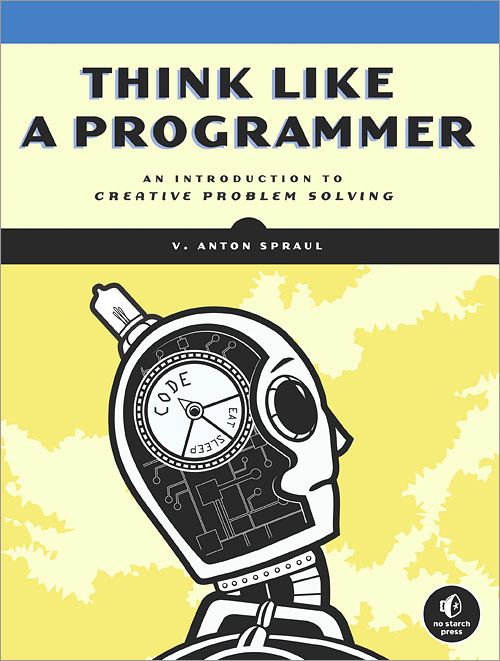 THINK LIKE
A PROGRAMMER
AN INTRODUCTION TO
CREATIVE PROBLEM SOLVING
V. ANTON SPRAUL
CODE
EAT
SLEEP
no starch
press